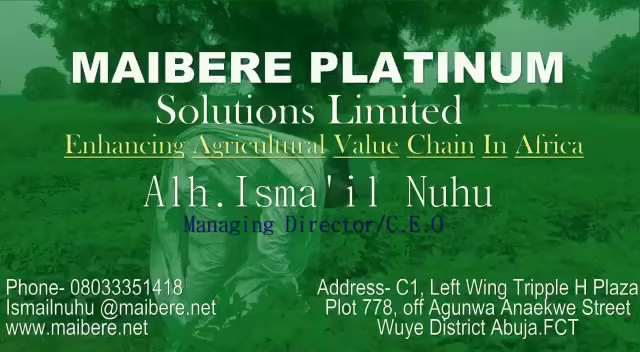 MAIBERE PLATINUM
Solutions Limited
Enhancing Agricultural Value Chain In Africa
Alh.Isma'il Nuhu
Managing Director/C.E.O
Phone- 08033351418
Ismailnuhu @maibere.net
www.maibere.net
Address- C1, Left Wing Tripple H Plaza
Plot 778, off Agunwa Anaekwe Street
Wuye District Abuja.FCT